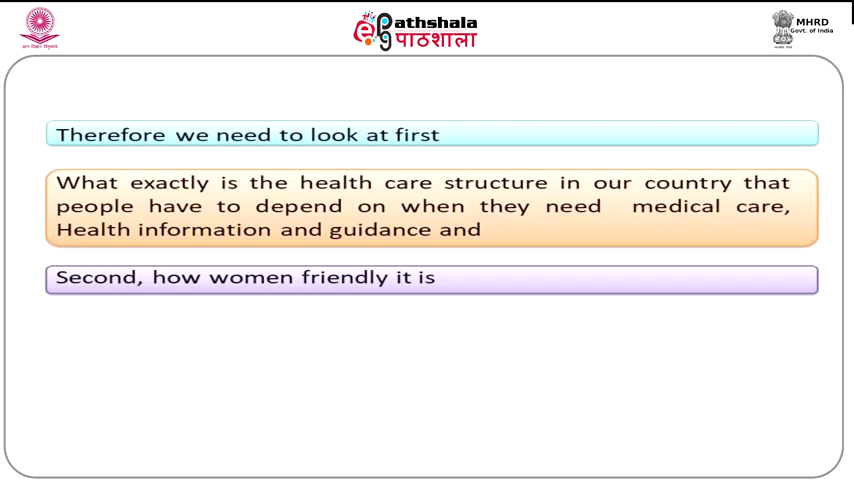 ePathshala
पाठशाला
MHRD
Govt. of India
Therefore we need to look at first
What exactly is the health care structure in our country that
people have to depend on when they need medical care,
Health information and guidance and
Second, how women friendly it is